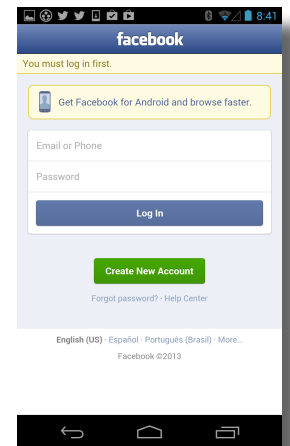 8:41
facebook
You must log in first.
Get Facebook for Android and browse faster.
Email or Phone
Password
Log In
Create New Account
Forgot password? · Help Center
English (US) · Español · Português (Brasil) · More...
Facebook ©2013